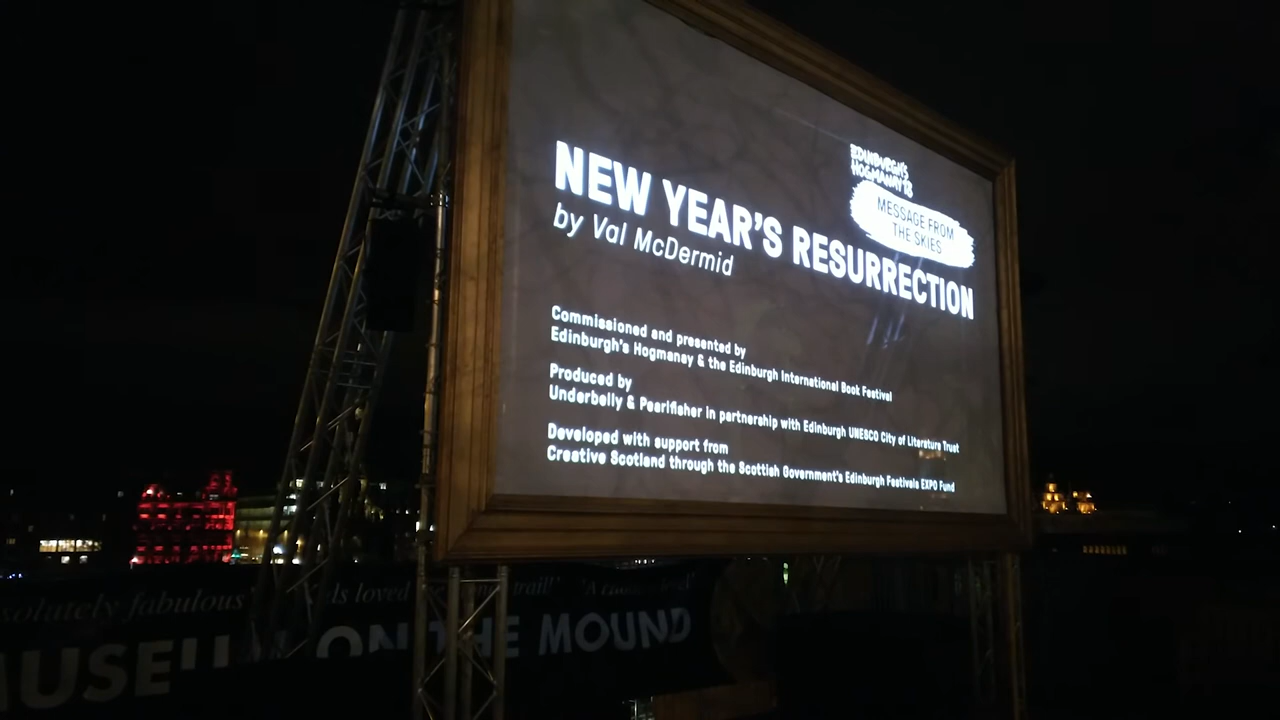 EDINBURGH'S
HOGMANAY'18
MESSAGE FROM
THE SKIES
NEW YEAR'S RESURRECTION
by Val McDermid
Commissioned and presented by
Edinburgh's Hogmanay & the Edinburgh International Book Festival
Produced by
Underbelly & Pearlfisher in partnership with Edinburgh UNESCO City of Literature Trust
Developed with support from
Creative Scotland through the Scottish Government's Edinburgh Festivals EXPO Fund
fabulous loved
ON THE MOUND